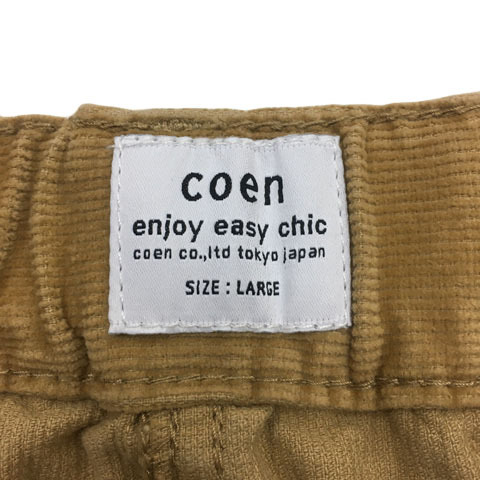 coen
enjoy easy chic
coen co.,ltd tokyo japan
SIZE : LARGE